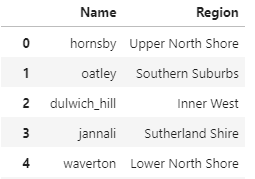 Name Region
0 hornsby Upper North Shore
1 oatley Southern Suburbs
2 dulwich_hill Inner West
3 jannali Sutherland Shire
4 waverton Lower North Shore